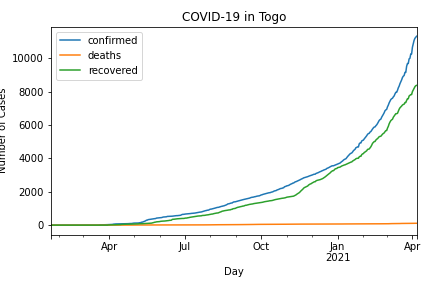 COVID-19 in Togo
confirmed
deaths
recovered
10000
8000
6000
4000
2000
0
Number of Cases
Apr
Jul
Oct
Jan
2021
Apr
Day